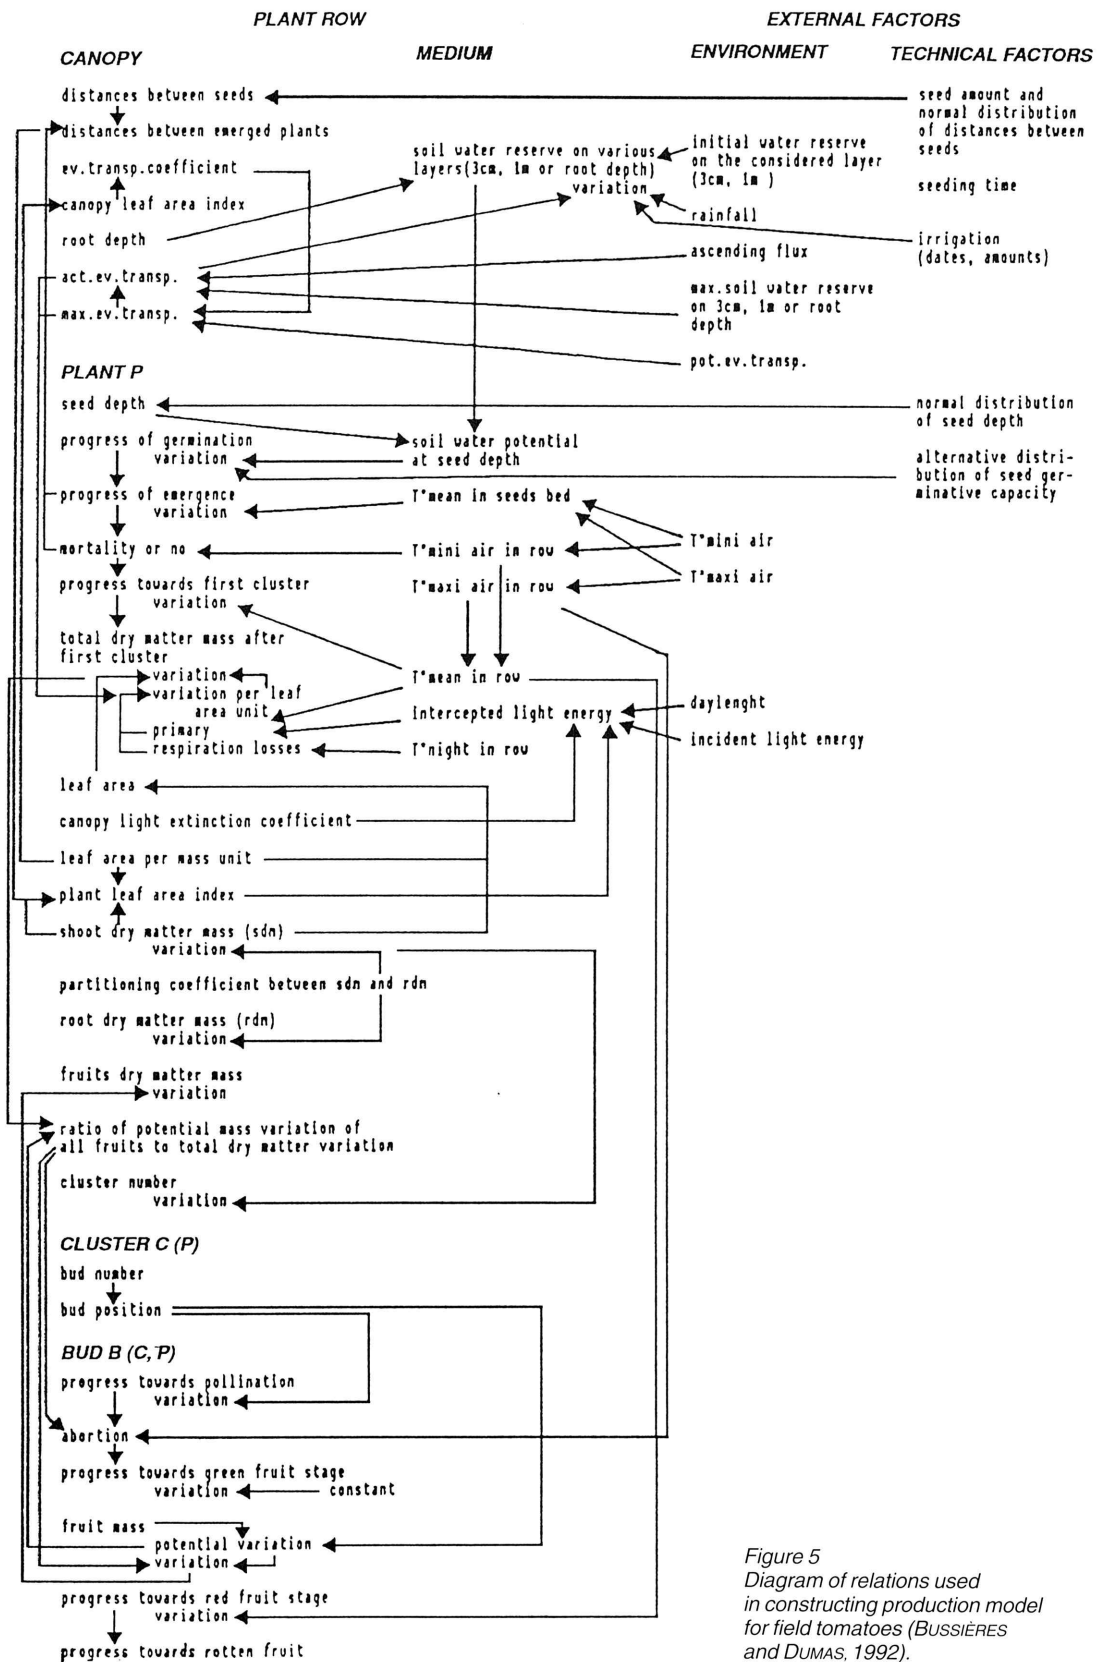 PLANT ROW
EXTERNAL FACTORS
CANOPY
MEDIUM
ENVIRONMENT
TECHNICAL FACTORS
distances between seeds
seed amount and
normal distribution
of distances between
seeds
distances between emerged plants
soil water reserve on various
layers(3cm, 1m or root depth)
variation
initial water reserve
on the considered layer
(3cm, 1m )
ev.transp.coefficient
seeding time
canopy leaf area index
rainfall
root depth
irrigation
(dates, amounts)
ascending flux
act.ev.transp.
max.soil water reserve
on 3cm, 1m or root
depth
max.ev.transp.
pot.ev.transp.
PLANT P
seed depth
normal distribution
of seed depth
progress of germination
variation
soil water potential
at seed depth
alternative distri-
bution of seed ger-
minative capacity
progress of emergence
variation
T°mean in seeds bed
mortality or no
T°mini air in row
T°mini air
progress towards first cluster
variation
T°maxi air in row
T°maxi air
total dry matter mass after
first cluster
variation
T°mean in row
variation per leaf
area unit
primary
intercepted light energy
daylenght
respiration losses
T°night in row
incident light energy
leaf area
canopy light extinction coefficient
leaf area per mass unit
plant leaf area index
shoot dry matter mass (sdm)
variation
partitioning coefficient between sdm and rdm
root dry matter mass (rdm)
variation
fruits dry matter mass
variation
ratio of potential mass variation of
all fruits to total dry matter variation
cluster number
variation
CLUSTER C (P)
bud number
bud position
BUD B (C, P)
progress towards pollination
variation
abortion
progress towards green fruit stage
variation
constant
fruit mass
potential variation
variation
progress towards red fruit stage
variation
progress towards rotten fruit
Figure 5
Diagram of relations used
in constructing production model
for field tomatoes (BUSSIÈRES
and DUMAS, 1992).